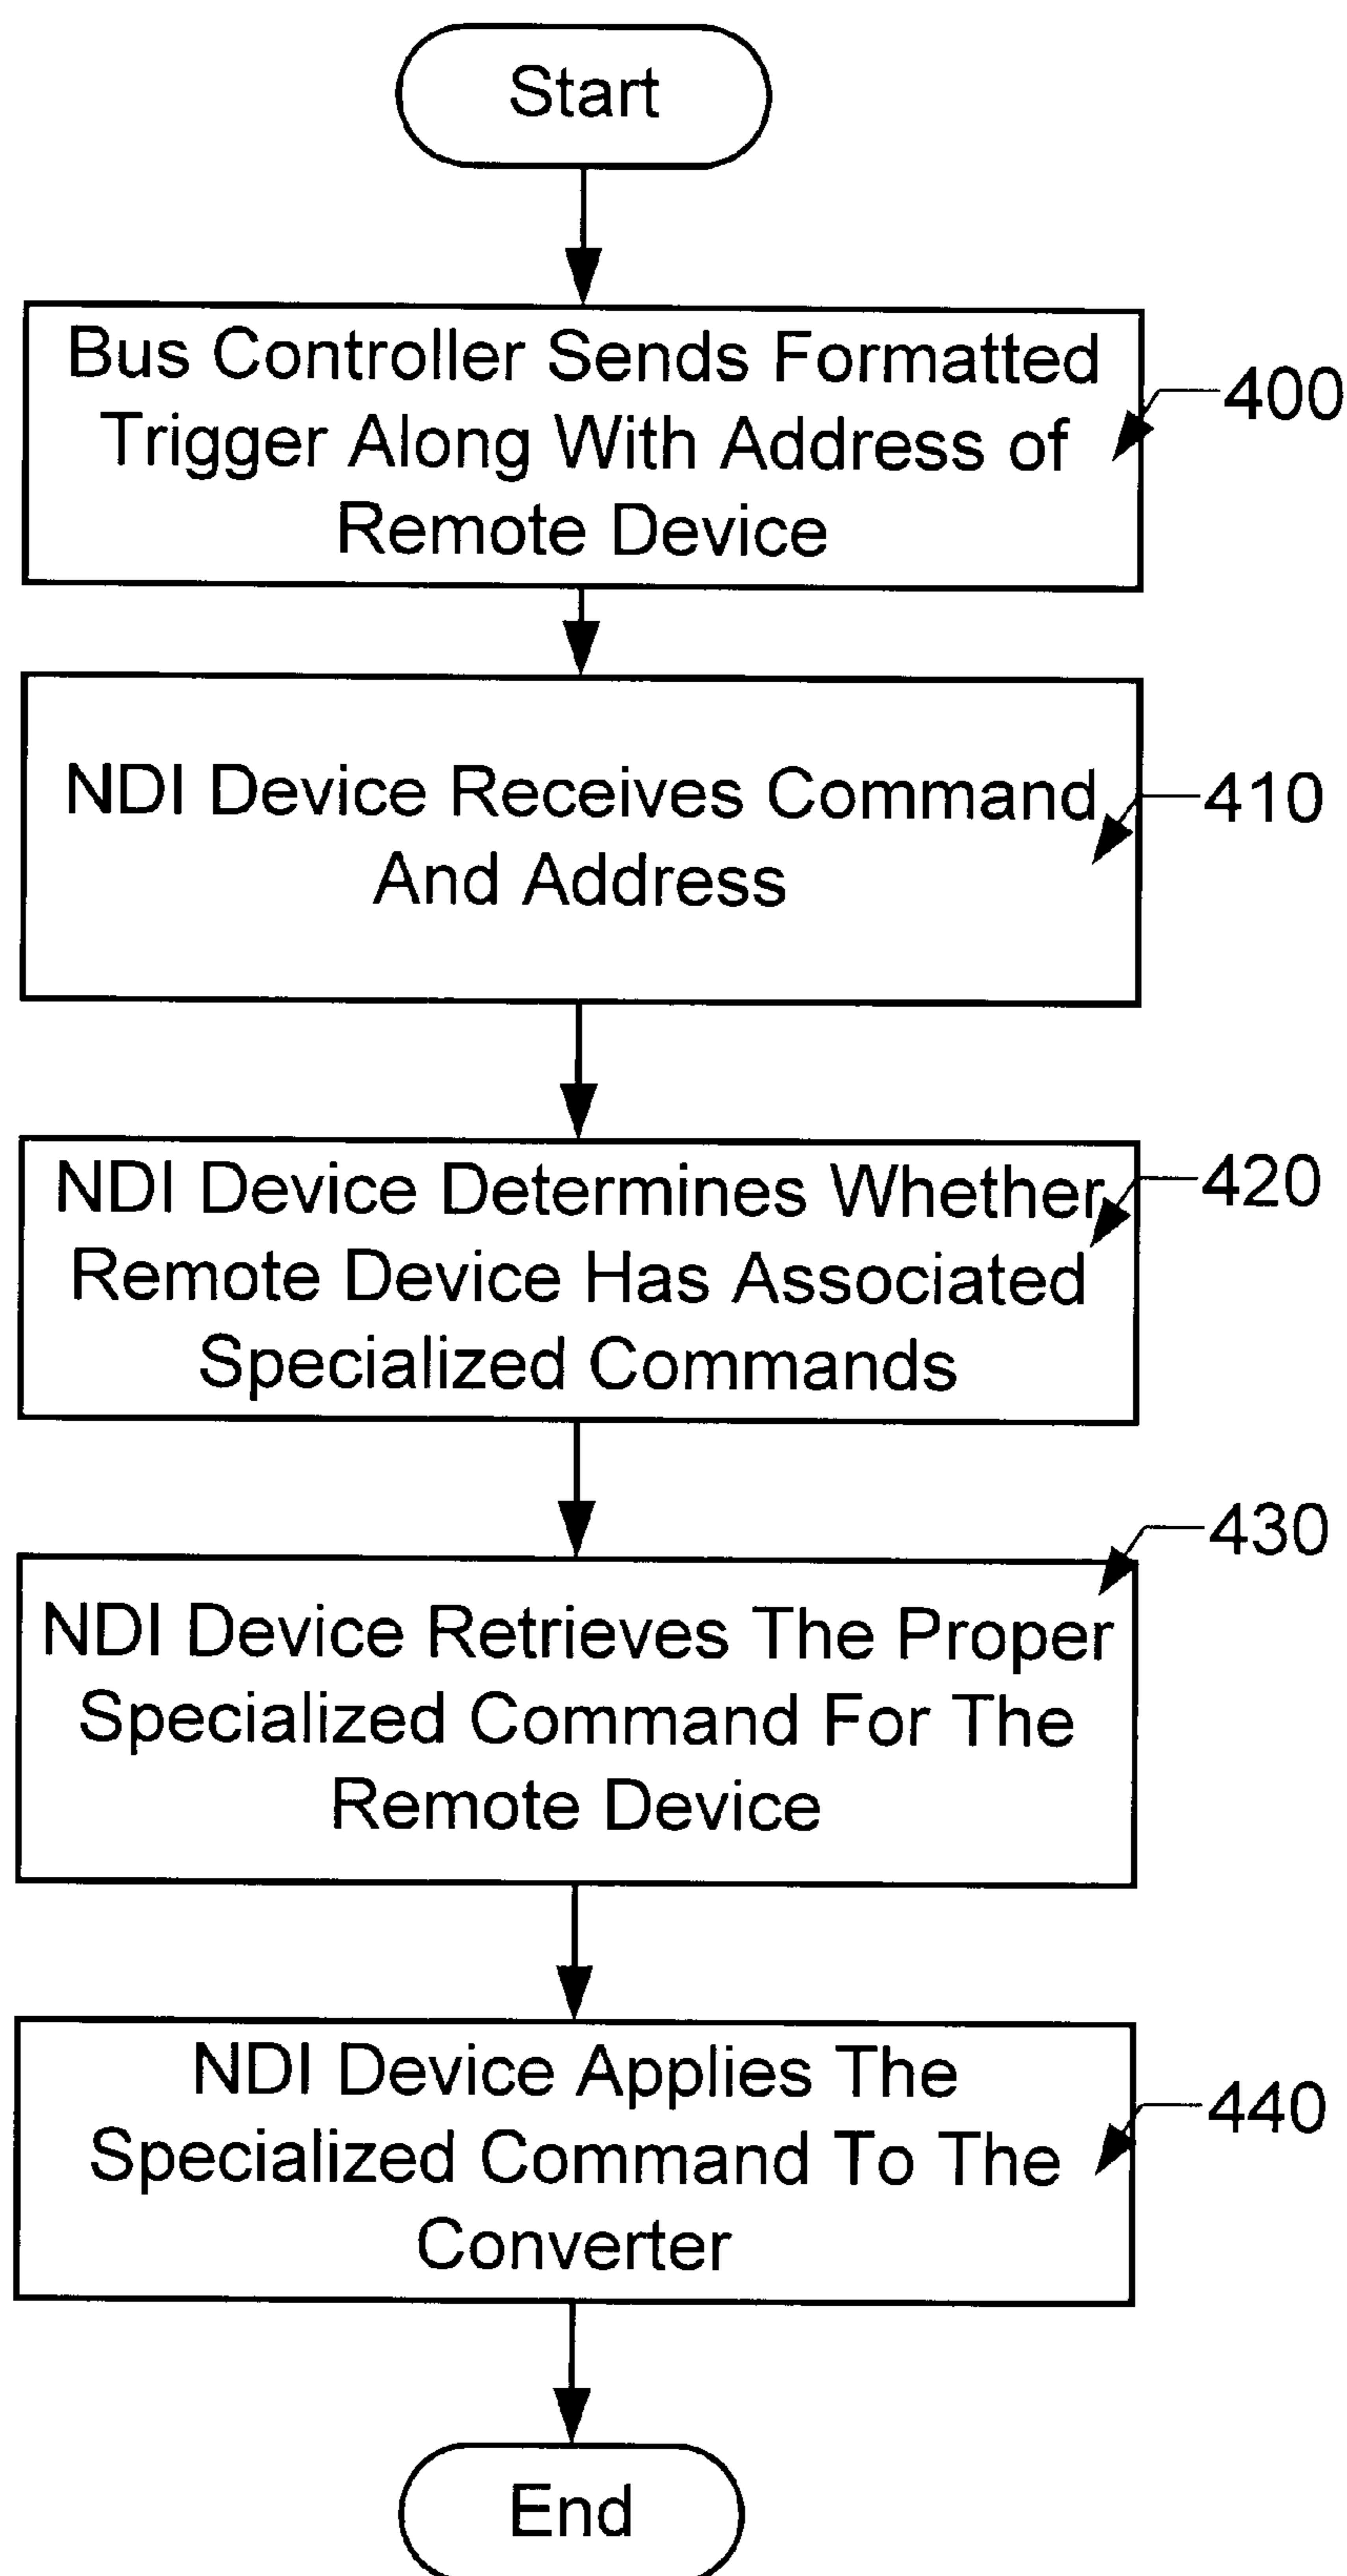 Start
Bus Controller Sends Formatted
Trigger Along With Address of
Remote Device
400
NDI Device Receives Command
And Address
410
NDI Device Determines Whether
Remote Device Has Associated
Specialized Commands
420
NDI Device Retrieves The Proper
Specialized Command For The
Remote Device
430
NDI Device Applies The
Specialized Command To The
Converter
440
End